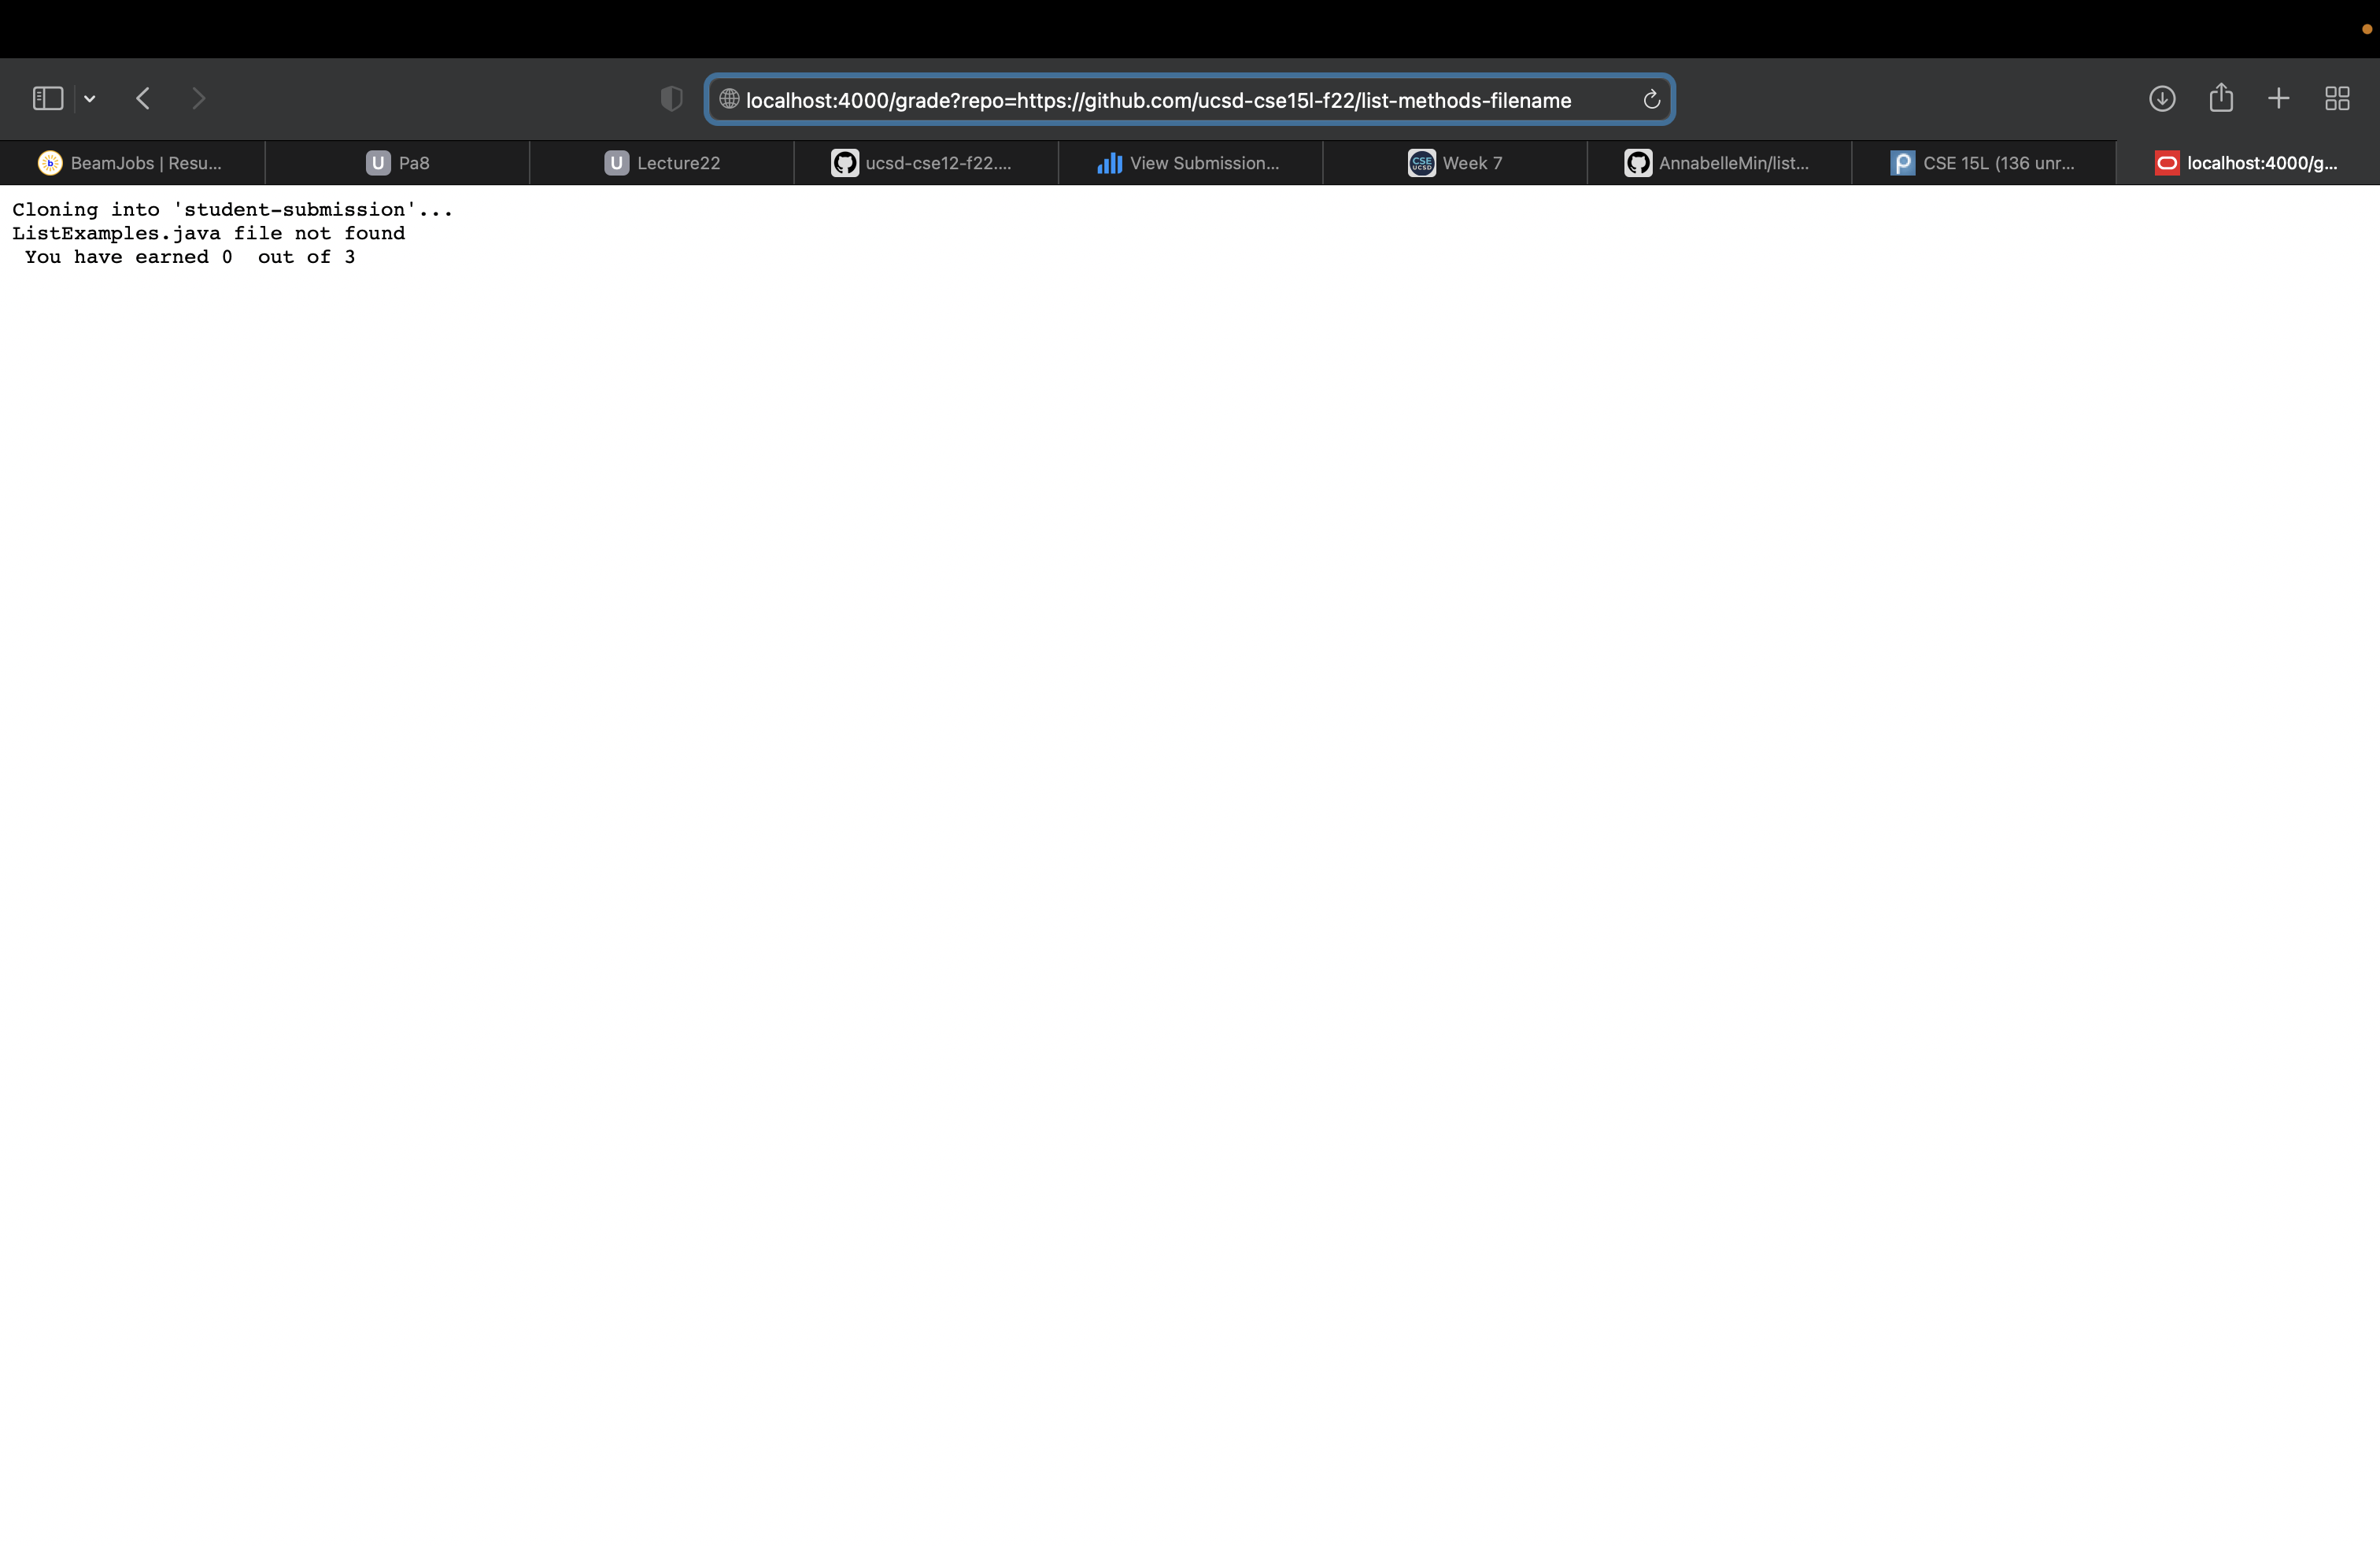 localhost:4000/grade?repo=https://github.com/ucsd-cse15l-f22/list-methods-filename
BeamJobs | Resu...
U Pa8
U Lecture22
ucsd-cse12-f22....
View Submission...
CSE UCSD Week 7
AnnabelleMin/list...
CSE 15L (136 unr...
localhost:4000/g...
Cloning into 'student-submission'...
ListExamples.java file not found
You have earned 0  out of 3